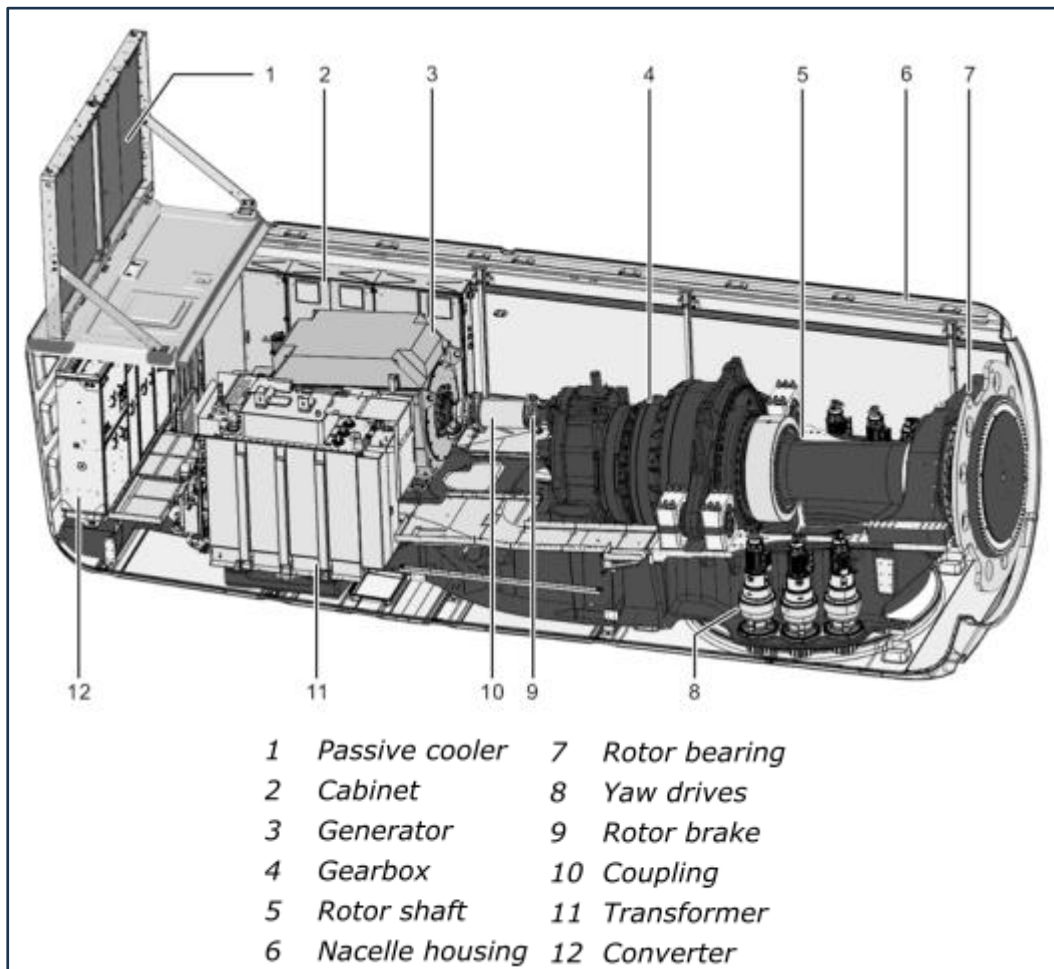 1 2 3 4 5 6 7
12 11 10 9 8
1 Passive cooler 7 Rotor bearing
2 Cabinet 8 Yaw drives
3 Generator 9 Rotor brake
4 Gearbox 10 Coupling
5 Rotor shaft 11 Transformer
6 Nacelle housing 12 Converter